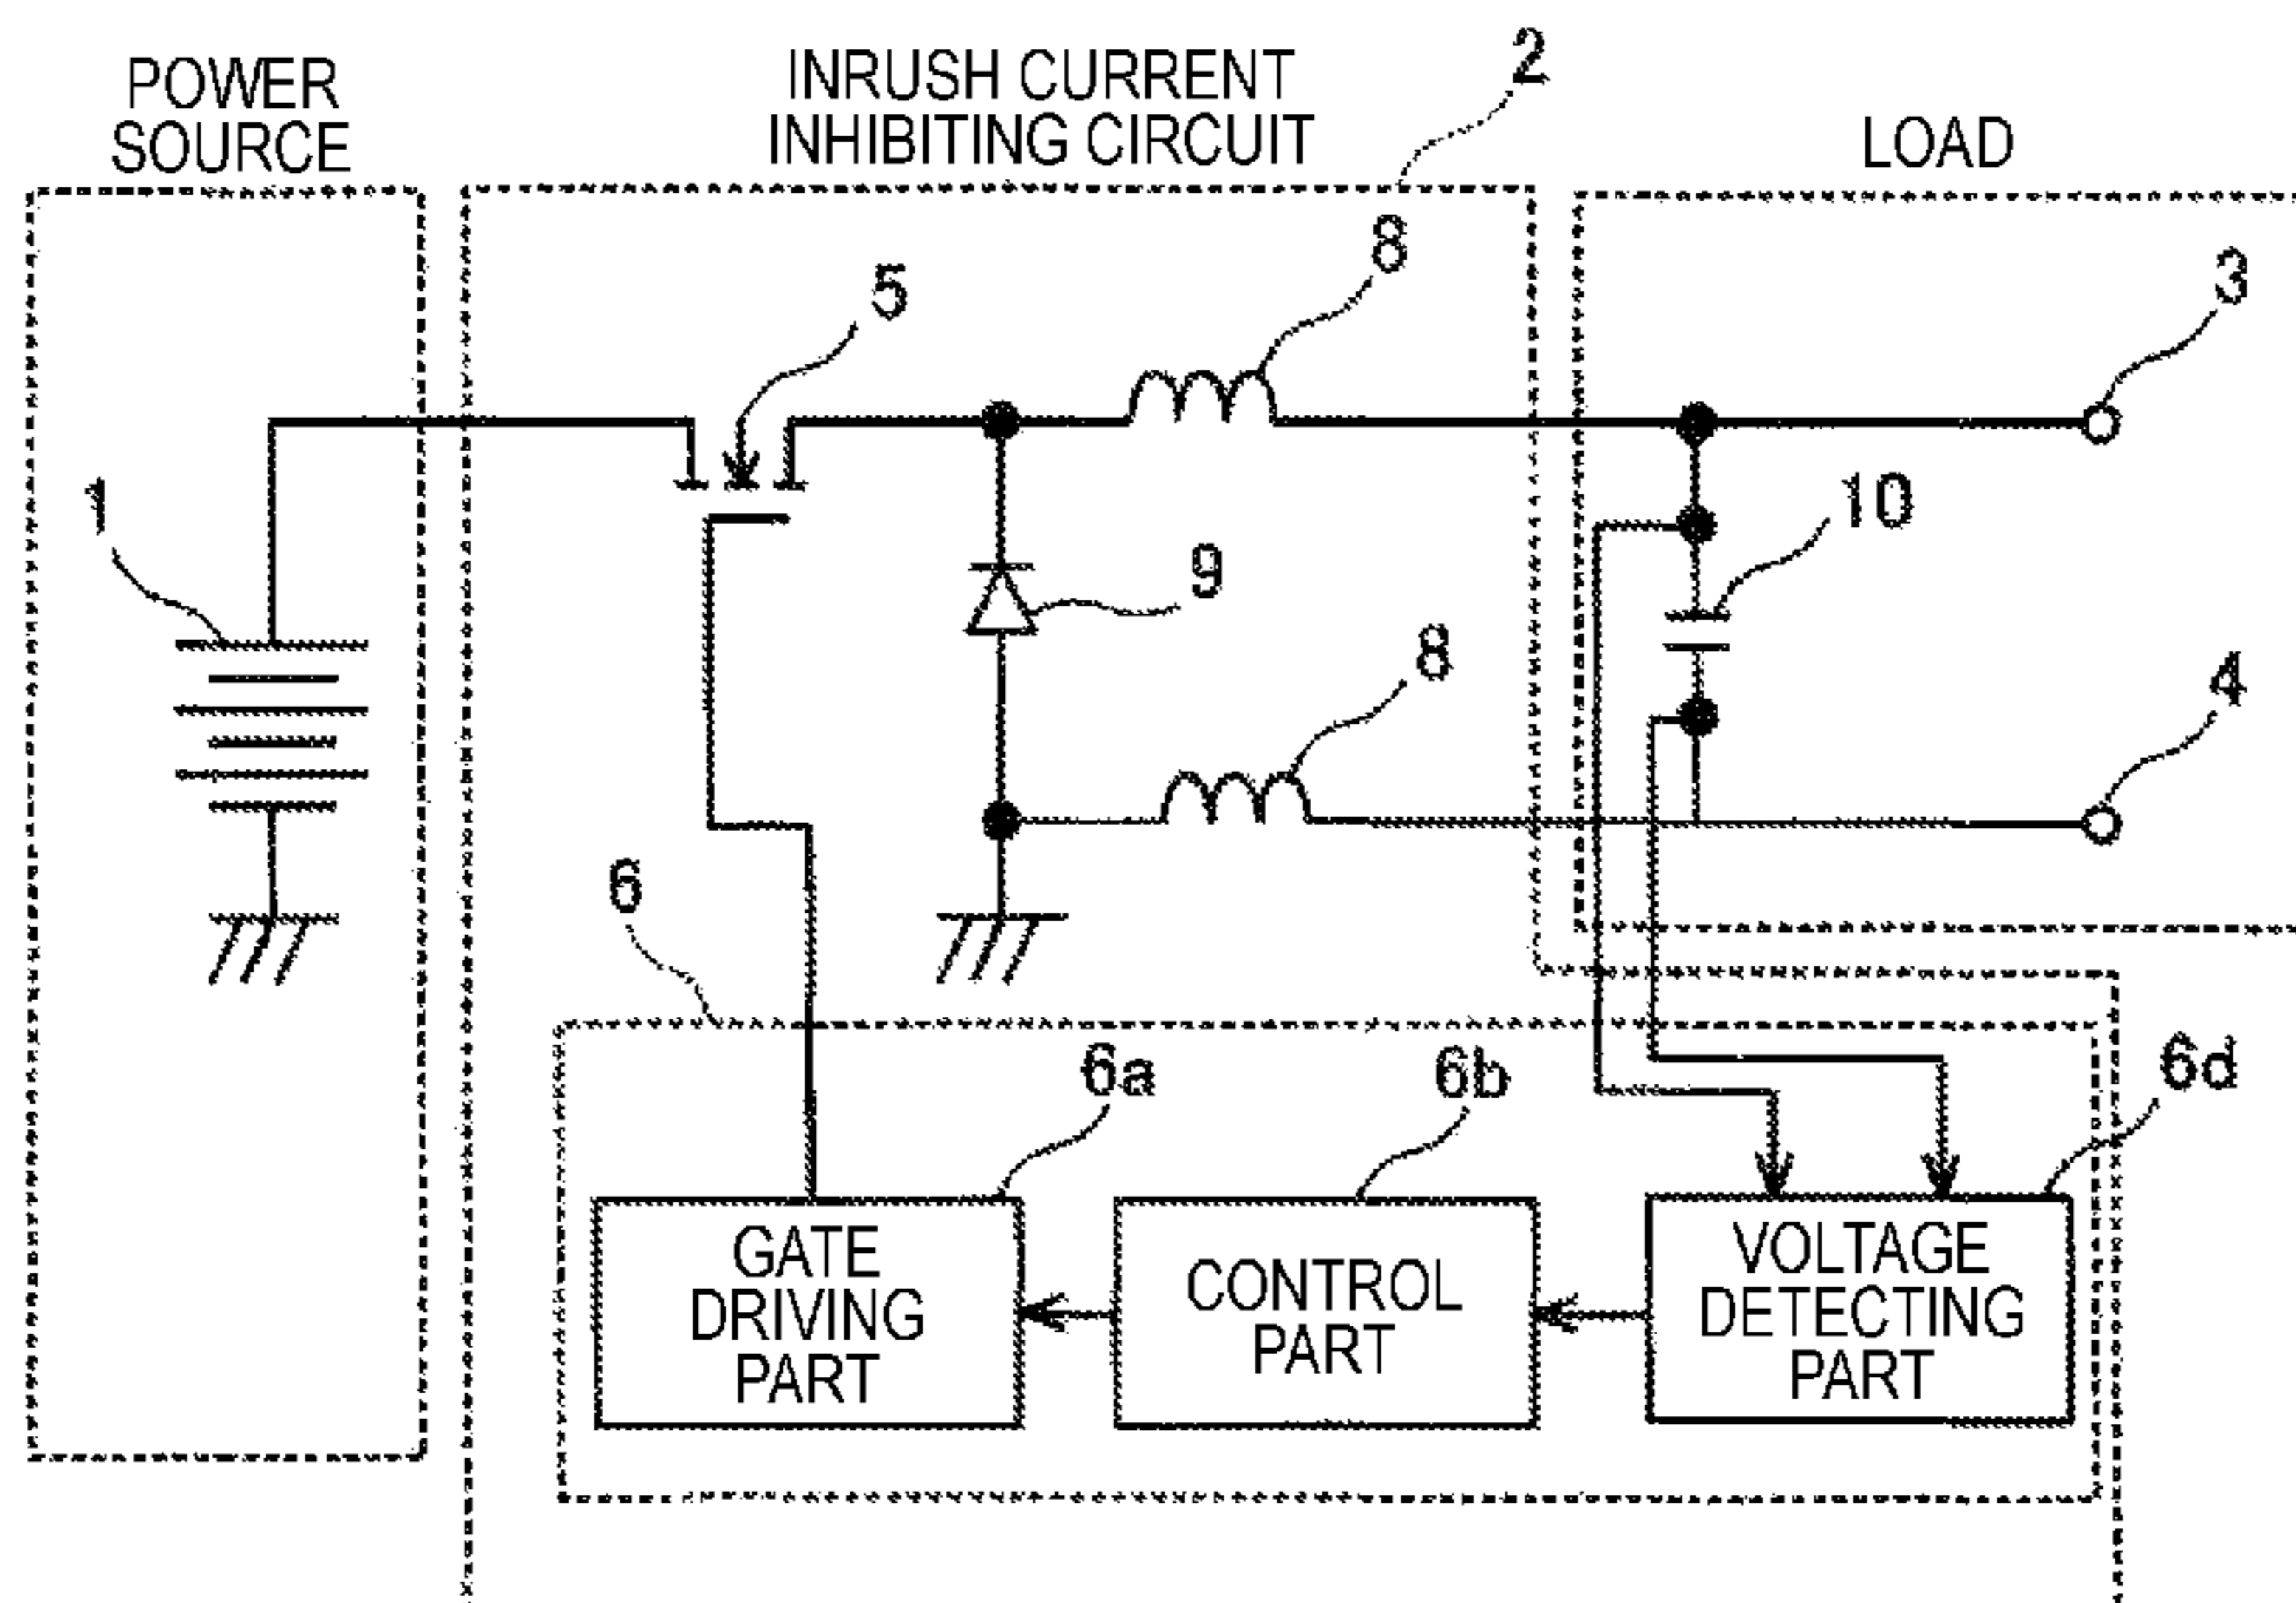 POWER
SOURCE
INRUSH CURRENT
INHIBITING CIRCUIT
2
LOAD
8
5
3
1
10
9
8
4
6
6a
6b
6d
GATE
DRIVING
PART
CONTROL
PART
VOLTAGE
DETECTING
PART